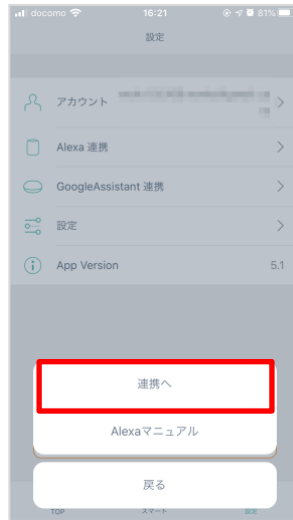 docomo 16:21 81%
設定
アカウント
Alexa 連携
GoogleAssistant 連携
設定
App Version 5.1
連携へ
Alexaマニュアル
戻る
TOP スマート 設定